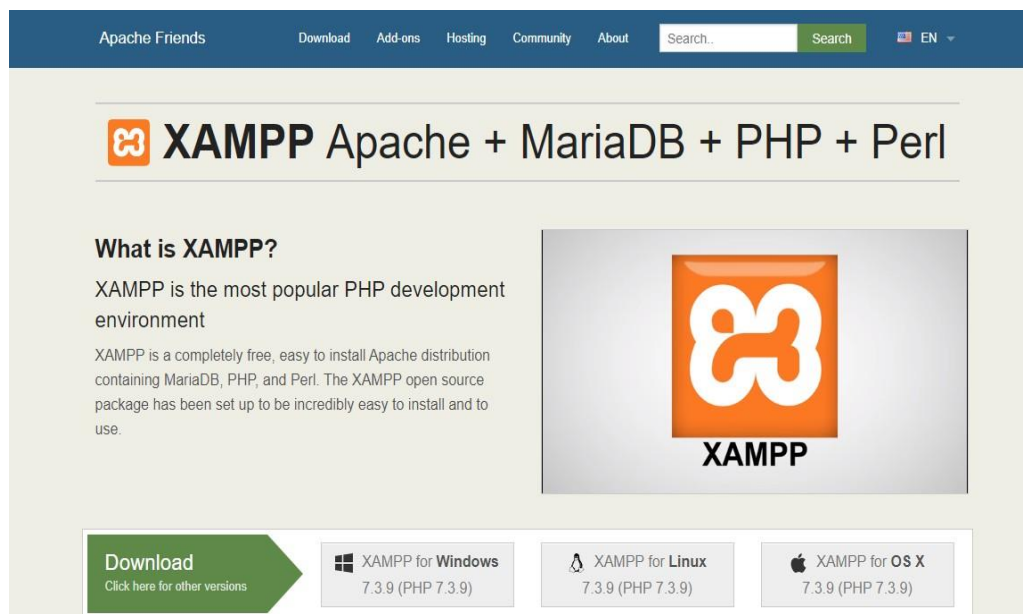 Apache Friends Download Add-ons Hosting Community About Search.. Search EN
XAMPP Apache + MariaDB + PHP + Perl
What is XAMPP?
XAMPP is the most popular PHP development
environment
XAMPP is a completely free, easy to install Apache distribution
containing MariaDB, PHP, and Perl. The XAMPP open source
package has been set up to be incredibly easy to install and to
use.
XAMPP
Download
Click here for other versions
XAMPP for Windows
7.3.9 (PHP 7.3.9)
XAMPP for Linux
7.3.9 (PHP 7.3.9)
XAMPP for OS X
7.3.9 (PHP 7.3.9)